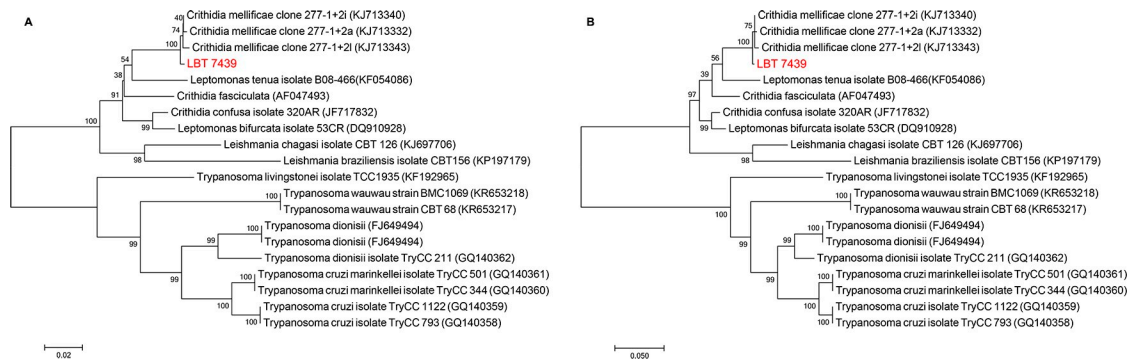 A
40
Crithidia mellificae clone 277-1+2i (KJ713340)
74
Crithidia mellificae clone 277-1+2a (KJ713332)
100
Crithidia mellificae clone 277-1+2l (KJ713343)
54
LBT 7439
38
Leptomonas tenua isolate B08-466(KF054086)
91
Crithidia fasciculata (AF047493)
Crithidia confusa isolate 320AR (JF717832)
100
99
Leptomonas bifurcata isolate 53CR (DQ910928)
Leishmania chagasi isolate CBT 126 (KJ697706)
98
Leishmania braziliensis isolate CBT156 (KP197179)
Trypanosoma livingstonei isolate TCC1935 (KF192965)
100
Trypanosoma wauwau strain BMC1069 (KR653218)
Trypanosoma wauwau strain CBT 68 (KR653217)
99
100
Trypanosoma dionisii (FJ649494)
99
Trypanosoma dionisii (FJ649494)
Trypanosoma dionisii isolate TryCC 211 (GQ140362)
99
100
Trypanosoma cruzi marinkellei isolate TryCC 501 (GQ140361)
Trypanosoma cruzi marinkellei isolate TryCC 344 (GQ140360)
100
Trypanosoma cruzi isolate TryCC 1122 (GQ140359)
100
Trypanosoma cruzi isolate TryCC 793 (GQ140358)
0.02
B
Crithidia mellificae clone 277-1+2i (KJ713340)
75
Crithidia mellificae clone 277-1+2a (KJ713332)
100
Crithidia mellificae clone 277-1+2l (KJ713343)
56
LBT 7439
39
Leptomonas tenua isolate B08-466(KF054086)
97
Crithidia fasciculata (AF047493)
Crithidia confusa isolate 320AR (JF717832)
99
Leptomonas bifurcata isolate 53CR (DQ910928)
Leishmania chagasi isolate CBT 126 (KJ697706)
98
Leishmania braziliensis isolate CBT156 (KP197179)
Trypanosoma livingstonei isolate TCC1935 (KF192965)
100
Trypanosoma wauwau strain BMC1069 (KR653218)
100
Trypanosoma wauwau strain CBT 68 (KR653217)
99
100
Trypanosoma dionisii (FJ649494)
99
Trypanosoma dionisii (FJ649494)
Trypanosoma dionisii isolate TryCC 211 (GQ140362)
99
100
Trypanosoma cruzi marinkellei isolate TryCC 501 (GQ140361)
Trypanosoma cruzi marinkellei isolate TryCC 344 (GQ140360)
100
Trypanosoma cruzi isolate TryCC 1122 (GQ140359)
100
Trypanosoma cruzi isolate TryCC 793 (GQ140358)
0.050